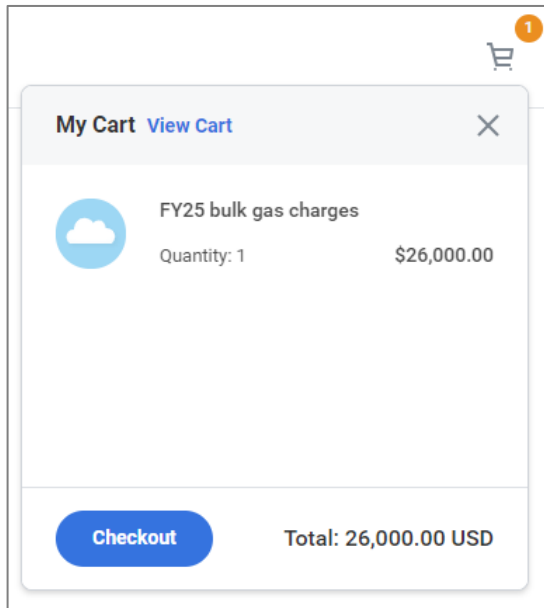 1
My Cart View Cart
FY25 bulk gas charges
Quantity: 1 $26,000.00
Checkout Total: 26,000.00 USD